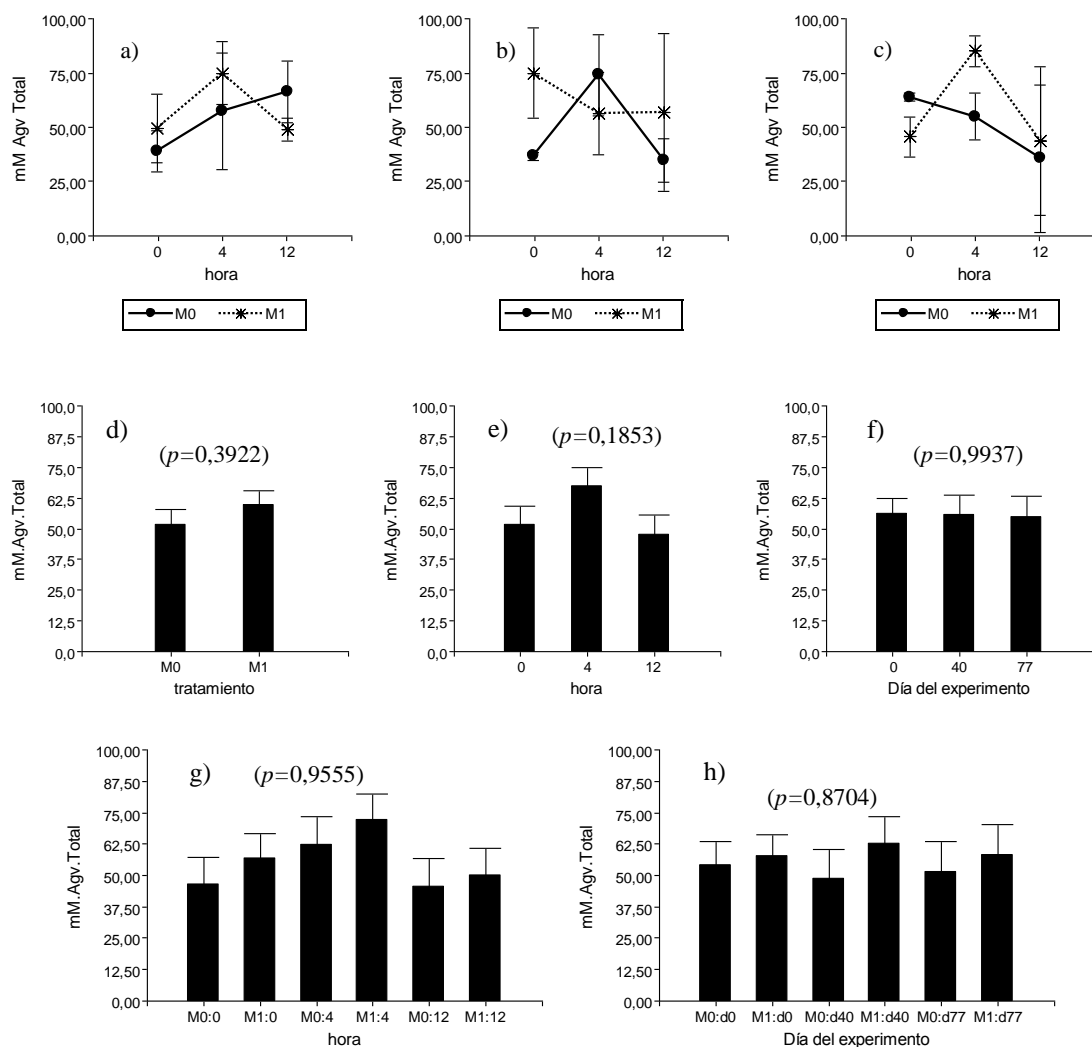 a)
100,00
75,00
50,00
25,00
0,00
mM Agv Total
0 4 12
hora
M0 M1
b)
100,00
75,00
50,00
25,00
0,00
mM Agv Total
0 4 12
hora
M0 M1
c)
100,00
75,00
50,00
25,00
0,00
mM Agv Total
0 4 12
hora
M0 M1
d)
(p=0,3922)
100,0
87,5
75,0
62,5
50,0
37,5
25,0
12,5
0,0
mM.Agv.Total
M0 M1
tratamiento
e)
(p=0,1853)
100,0
87,5
75,0
62,5
50,0
37,5
25,0
12,5
0,0
mM.Agv.Total
0 4 12
hora
f)
(p=0,9937)
100,0
87,5
75,0
62,5
50,0
37,5
25,0
12,5
0,0
mM.Agv.Total
0 40 77
Día del experimento
g)
(p=0,9555)
100,00
87,50
75,00
62,50
50,00
37,50
25,00
12,50
0,00
mM.Agv.Total
M0:0 M1:0 M0:4 M1:4 M0:12 M1:12
hora
h)
(p=0,8704)
100,00
87,50
75,00
62,50
50,00
37,50
25,00
12,50
0,00
mM.Agv.Total
M0:d0 M1:d0 M0:d40 M1:d40 M0:d77 M1:d77
Día del experimento